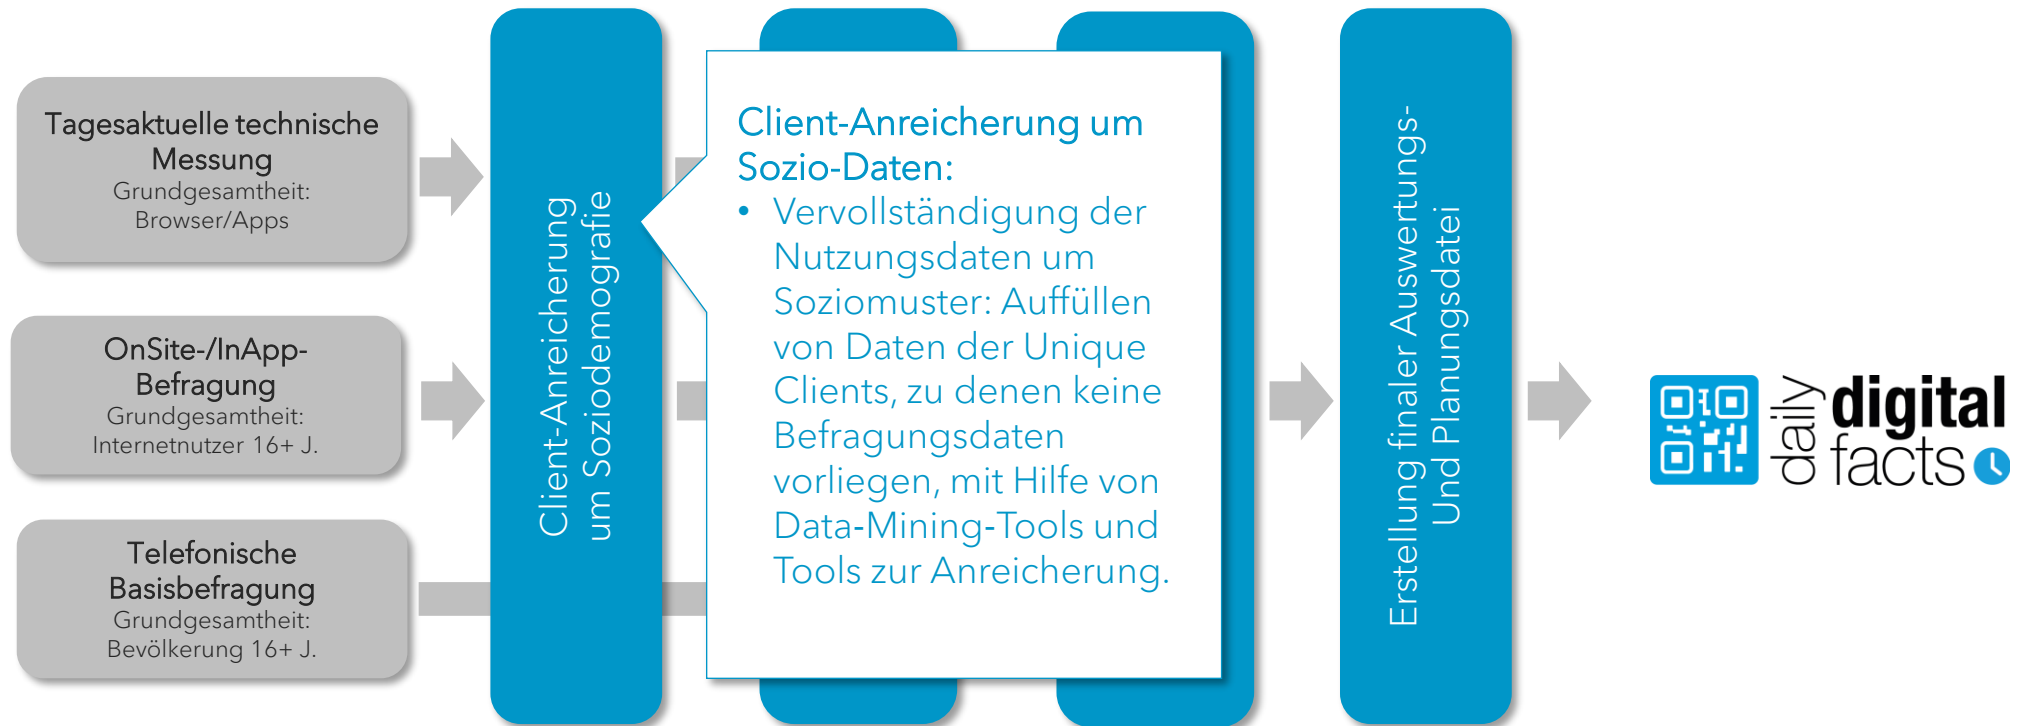 Tagesaktuelle technische
Messung
Grundgesamtheit:
Browser/Apps
OnSite-/InApp-
Befragung
Grundgesamtheit:
Internetnutzer 16+ J.
Telefonische
Basisbefragung
Grundgesamtheit:
Bevölkerung 16+ J.
Client-Anreicherung
um Soziodemografie
Client-Anreicherung um
Sozio-Daten:
• Vervollständigung der
Nutzungsdaten um
Soziomuster: Auffüllen
von Daten der Unique
Clients, zu denen keine
Befragungsdaten
vorliegen, mit Hilfe von
Data-Mining-Tools und
Tools zur Anreicherung.
Erstellung finaler Auswertungs-
Und Planungsdatei
daily
digital
facts